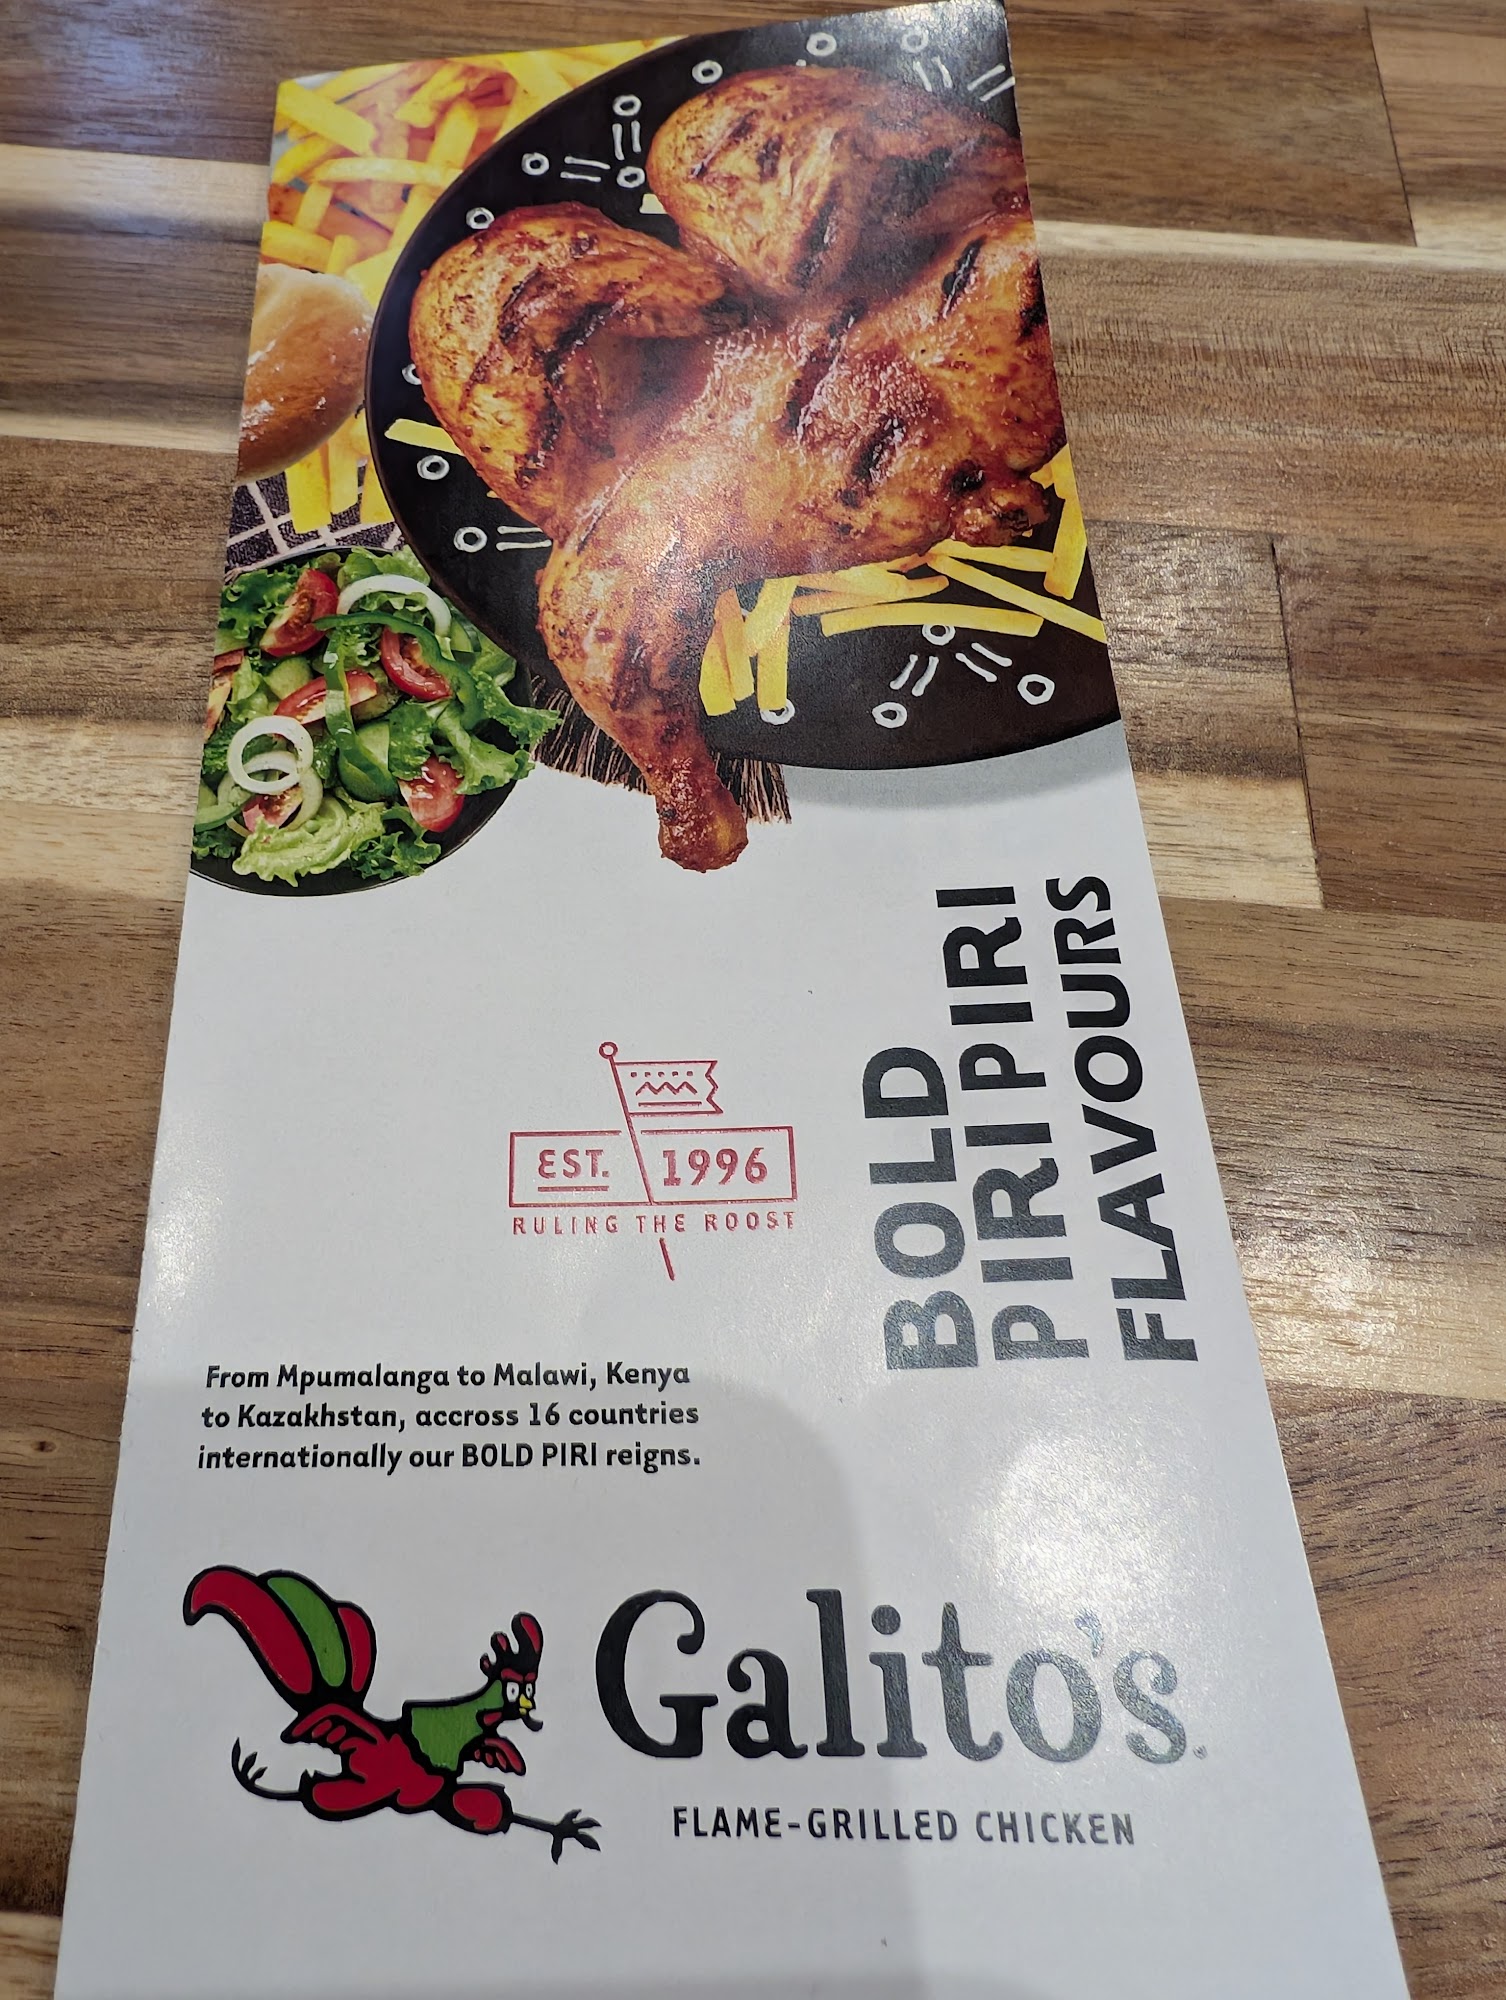 BOLD
PIRI PIRI
FLAVOURS
EST. 1996
RULING THE ROOST
From Mpumalanga to Malawi, Kenya
to Kazakhstan, accross 16 countries
internationally our BOLD PIRI reigns.
Galito's
FLAME-GRILLED CHICKEN